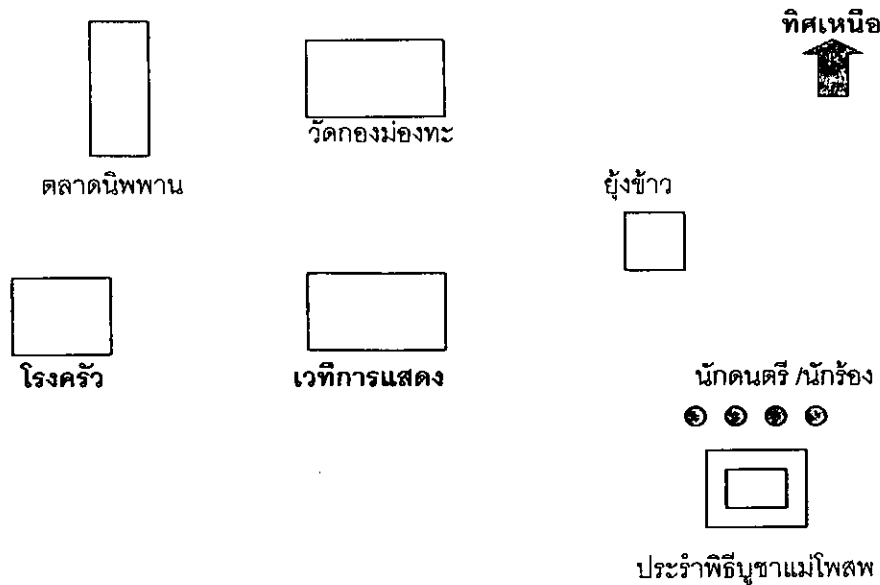 ทิศเหนือ
วัดกองม่องทะ
ตลาดนิพพาน
ยุ้งข้าว
โรงครัว
เวทีการแสดง
นักดนตรี /นักร้อง
ประรำพิธีบูชาแม่โพสพ